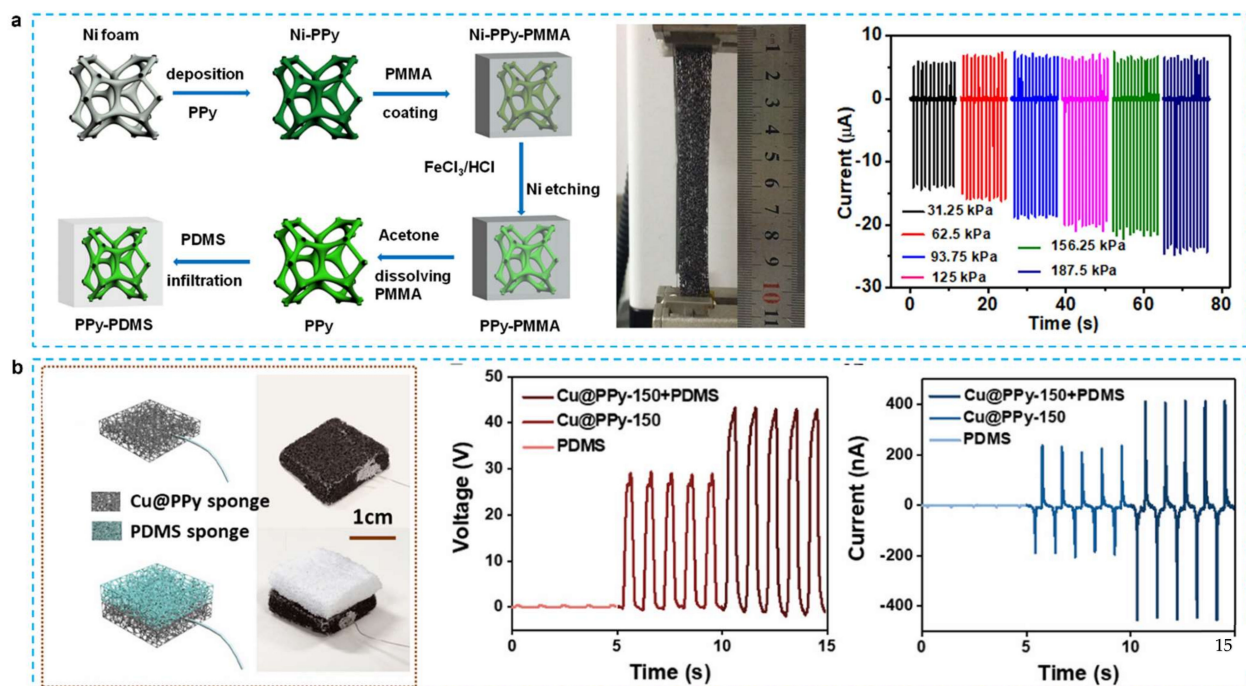 a
Ni foam
Ni-PPy
Ni-PPy-PMMA
deposition
PPy
PMMA
coating
FeCl3/HCl
Ni etching
PDMS
infiltration
Acetone
dissolving
PMMA
PPy-PDMS
PPy
PPy-PMMA
1
2
3
4
5
6
7
8
9
10
11
10
0
-10
-20
-30
Current (μA)
31.25 kPa
62.5 kPa
93.75 kPa
125 kPa
156.25 kPa
187.5 kPa
0 20 40 60 80
Time (s)
b
Cu@PPy sponge
PDMS sponge
1cm
50
40
30
20
10
0
Voltage (V)
Cu@PPy-150+PDMS
Cu@PPy-150
PDMS
0 5 10 15
Time (s)
400
200
0
-200
-400
Current (nA)
Cu@PPy-150+PDMS
Cu@PPy-150
PDMS
0 5 10 15
Time (s)